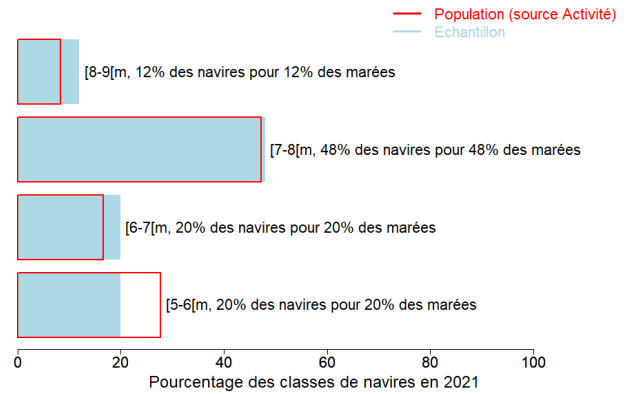 Population (source Activité)
Echantillon
[8-9[m, 12% des navires pour 12% des marées
[7-8[m, 48% des navires pour 48% des marées
[6-7[m, 20% des navires pour 20% des marées
[5-6[m, 20% des navires pour 20% des marées
0 20 40 60 80 100
Pourcentage des classes de navires en 2021